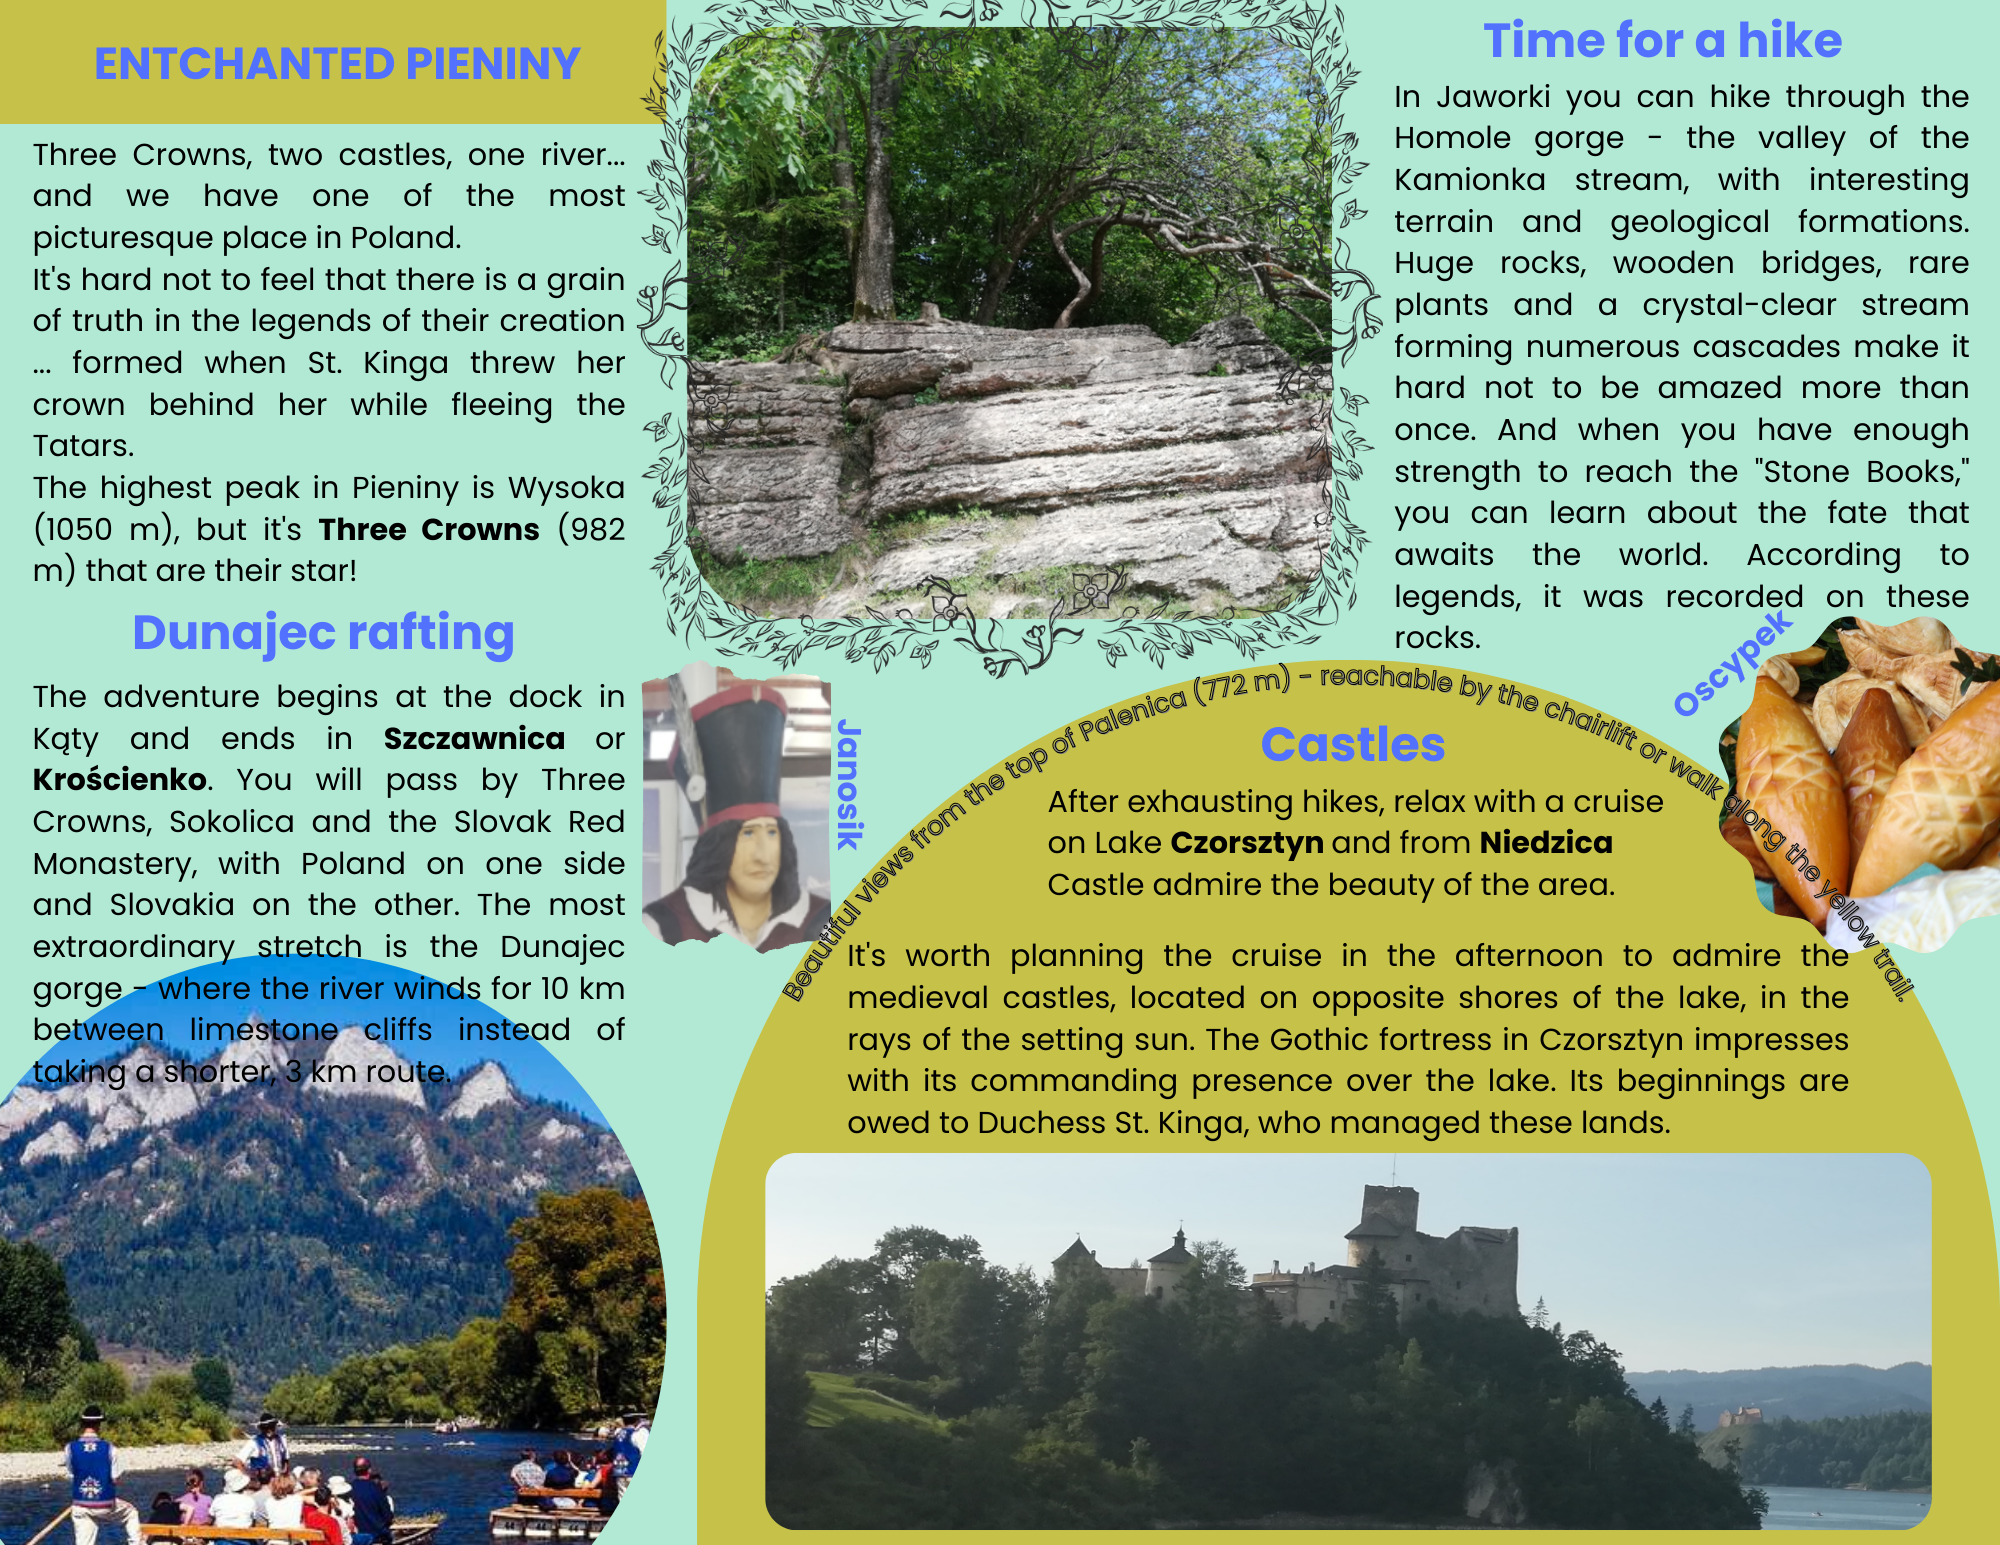 ENTCHANTED PIENINY
Three Crowns, two castles, one river...
and we have one of the most
picturesque place in Poland.
It's hard not to feel that there is a grain
of truth in the legends of their creation
... formed when St. Kinga threw her
crown behind her while fleeing the
Tatars.
The highest peak in Pieniny is Wysoka
(1050 m), but it's Three Crowns (982
m) that are their star!
Dunajec rafting
The adventure begins at the dock in
Kąty and ends in Szczawnica or
Krościenko. You will pass by Three
Crowns, Sokolica and the Slovak Red
Monastery, with Poland on one side
and Slovakia on the other. The most
extraordinary stretch is the Dunajec
gorge - where the river winds for 10 km
between limestone cliffs instead of
taking a shorter, 3 km route.
Time for a hike
In Jaworki you can hike through the
Homole gorge - the valley of the
Kamionka stream, with interesting
terrain and geological formations.
Huge rocks, wooden bridges, rare
plants and a crystal-clear stream
forming numerous cascades make it
hard not to be amazed more than
once. And when you have enough
strength to reach the "Stone Books,"
you can learn about the fate that
awaits the world. According to
legends, it was recorded on these
rocks.
Oscypek
Janosik
Beautiful views from the top of Palenica (772 m) - reachable by the chairlift or walk along the yellow trail.
Castles
After exhausting hikes, relax with a cruise
on Lake Czorsztyn and from Niedzica
Castle admire the beauty of the area.
It's worth planning the cruise in the afternoon to admire the
medieval castles, located on opposite shores of the lake, in the
rays of the setting sun. The Gothic fortress in Czorsztyn impresses
with its commanding presence over the lake. Its beginnings are
owed to Duchess St. Kinga, who managed these lands.